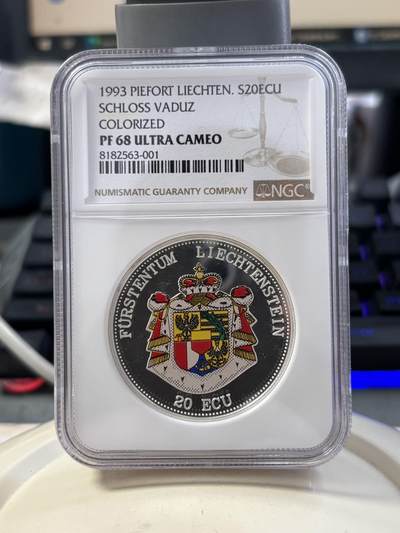 1993 PIEFORT LIECHTEN. S20ECU
SCHLOSS VADUZ
COLORIZED
PF 68 ULTRA CAMEO
8182563-001
NUMISMATIC GUARANTY COMPANY
NGC
FÜRSTENTUM LIECHTENSTEIN
20 ECU